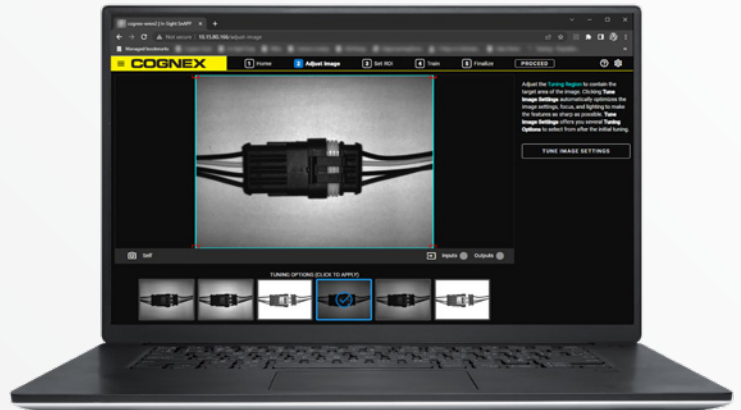 cognex-weex2 | In-Sight SnAPP
Not secure | 10.15.80.166/adjust-image
Managed bookmarks
COGNEX
1 Home
2 Adjust Image
3 Set ROI
4 Train
5 Finalize
PROCEED
Adjust the Tuning Region to contain the
target area of the image. Clicking Tune
Image Settings automatically optimizes the
image settings, focus, and lighting to make
the features as sharp as possible. Tune
Image Settings offers you several Tuning
Options to select from after the initial tuning.
TUNE IMAGE SETTINGS
Self
Inputs
Outputs
TUNING OPTIONS (CLICK TO APPLY)